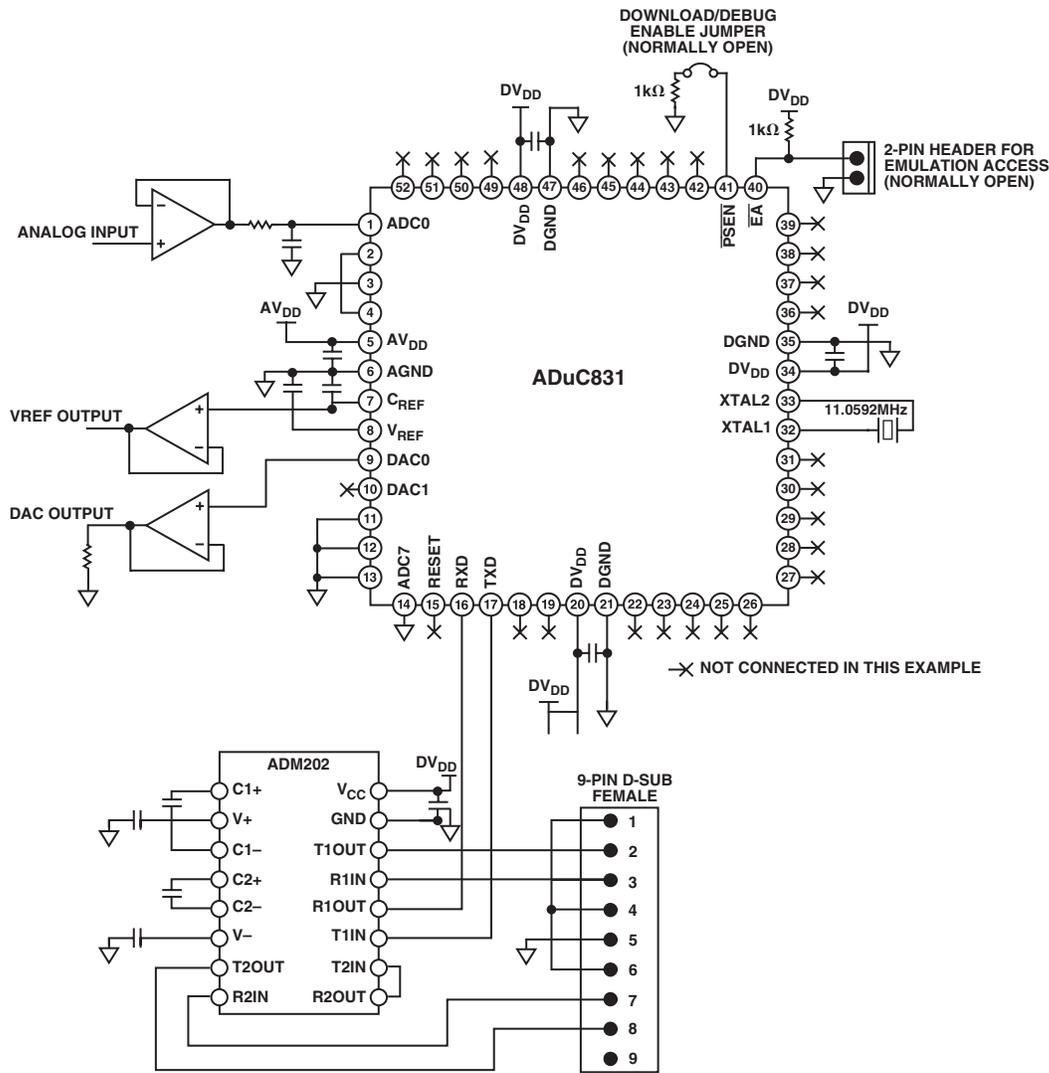 DOWNLOAD/DEBUG
ENABLE JUMPER
(NORMALLY OPEN)
DVDD
1kΩ
DVDD
1kΩ
2-PIN HEADER FOR
EMULATION ACCESS
(NORMALLY OPEN)
52
51
50
49
48
47
46
45
44
43
42
41
40
DVDD
DGND
PSEN
EA
ANALOG INPUT
−
+
1
ADC0
2
3
4
AVDD
5
AVDD
6
AGND
7
CREF
VREF OUTPUT
+
−
8
VREF
9
DAC0
10
DAC1
DAC OUTPUT
+
−
11
12
13
ADuC831
39
38
37
36
DVDD
DGND
35
DVDD
34
XTAL2
33
11.0592MHz
XTAL1
32
31
30
29
28
27
ADC7
RESET
RXD
TXD
DVDD
DGND
14
15
16
17
18
19
20
21
22
23
24
25
26
NOT CONNECTED IN THIS EXAMPLE
DVDD
ADM202
DVDD
C1+
VCC
V+
GND
C1–
T1OUT
C2+
R1IN
C2–
R1OUT
V–
T1IN
T2OUT
T2IN
R2IN
R2OUT
9-PIN D-SUB
FEMALE
1
2
3
4
5
6
7
8
9